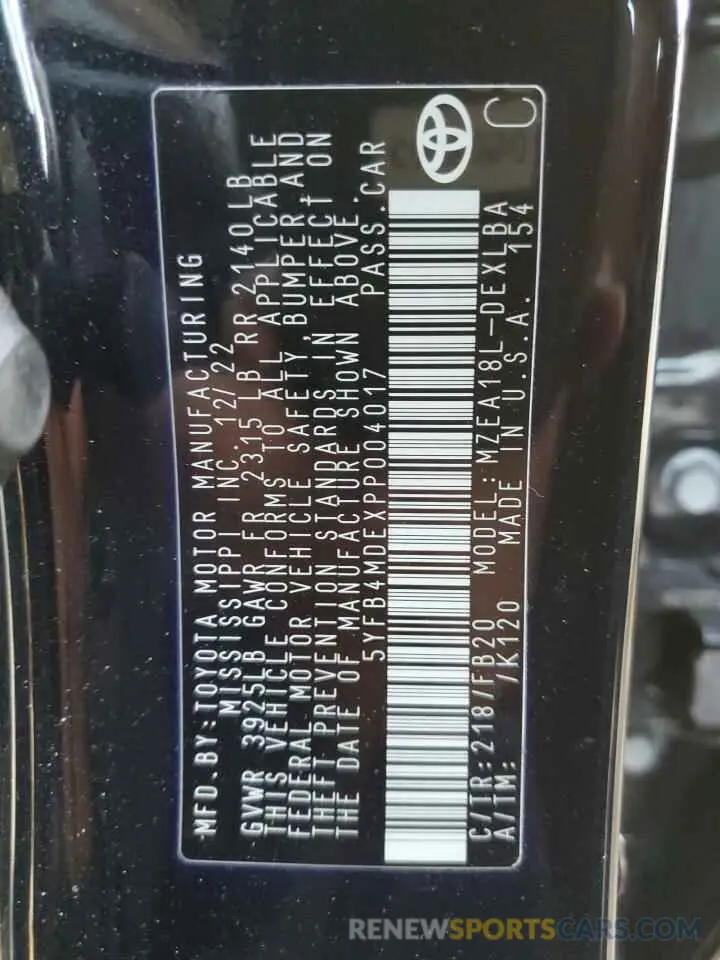 MFD.BY:TOYOTA MOTOR MANUFACTURING
MISSISSIPPI INC. 12/22
GVWR 3925LB GAWR FR 2315 LB RR 2140LB
THIS VEHICLE CONFORMS TO ALL APPLICABLE
FEDERAL MOTOR VEHICLE SAFETY, BUMPER, AND
THEFT PREVENTION STANDARDS IN EFFECT ON
THE DATE OF MANUFACTURE SHOWN ABOVE.
5YFB4MDEXPP004017 PASS.CAR
C/TR:218/FB20 MODEL:MZEA18L-DEXLBA
A/TM: /K120 MADE IN U.S.A. 154
C
RENEWSPORTSCARS.COM